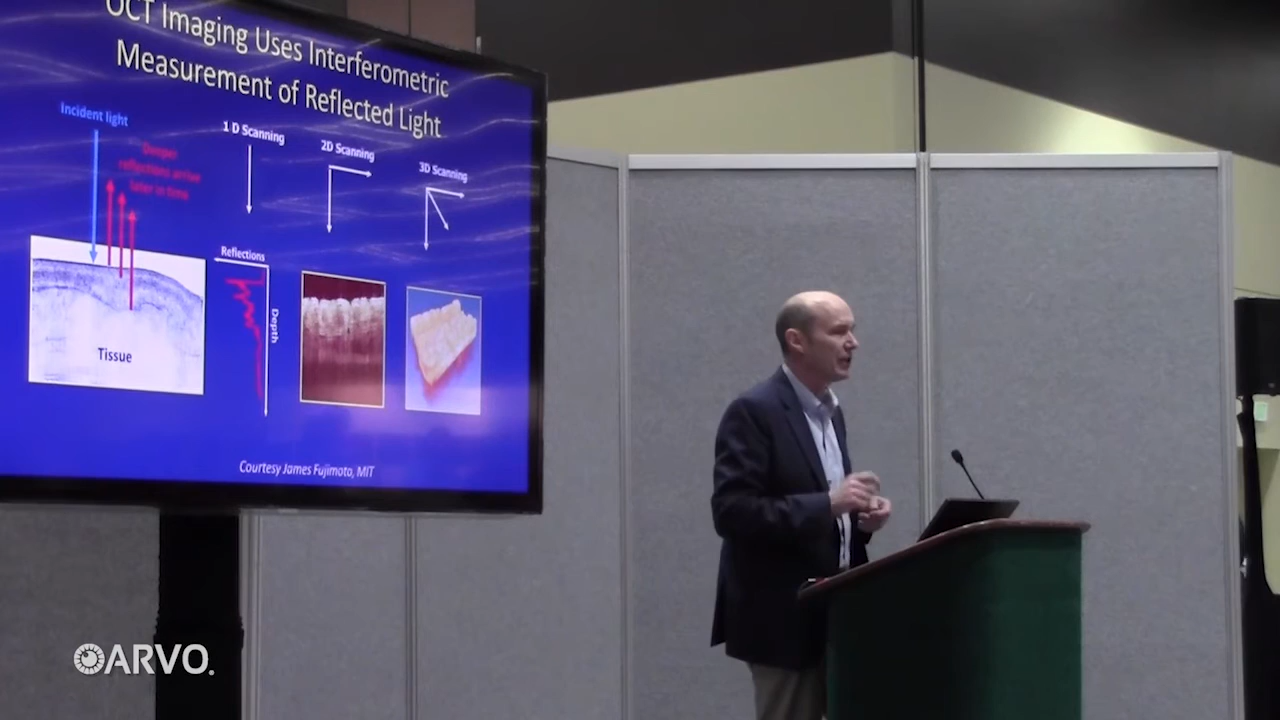 OCT Imaging Uses Interferometric
Measurement of Reflected Light
Incident light
Deeper
reflections arrive
later in time
1 D Scanning
2D Scanning
3D Scanning
Reflections
Depth
Tissue
Courtesy James Fujimoto, MIT
ARVO.